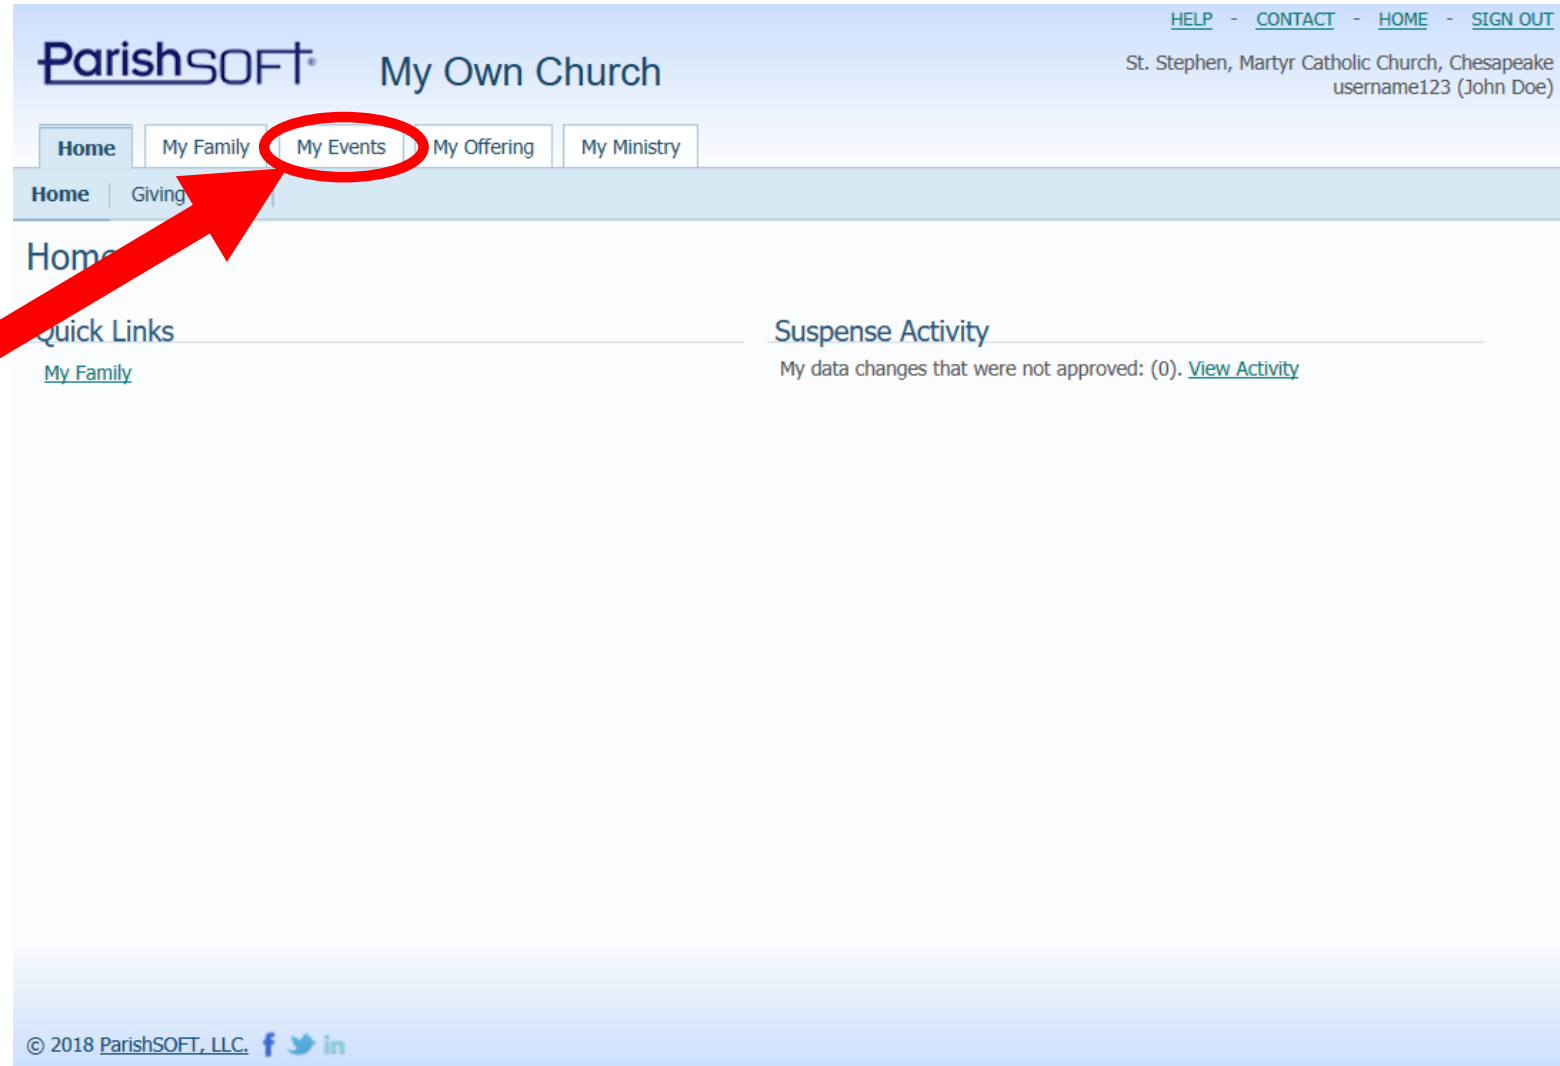 HELP - CONTACT - HOME - SIGN OUT
ParishSOFT® My Own Church
St. Stephen, Martyr Catholic Church, Chesapeake
username123 (John Doe)
Home My Family My Events My Offering My Ministry
Home Giving
Home
Quick Links
My Family
Suspense Activity
My data changes that were not approved: (0). View Activity
© 2018 ParishSOFT, LLC. f in